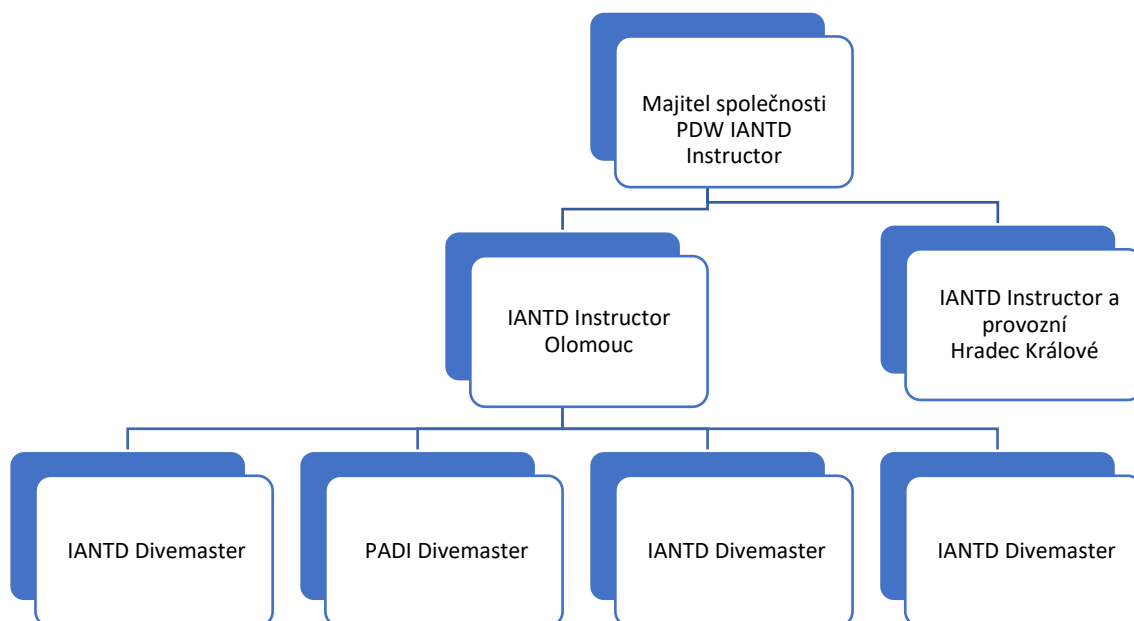 Majitel společnosti
PDW IANTD
Instructor
IANTD Instructor
Olomouc
IANTD Instructor a
provozní
Hradec Králové
IANTD Divemaster
PADI Divemaster
IANTD Divemaster
IANTD Divemaster